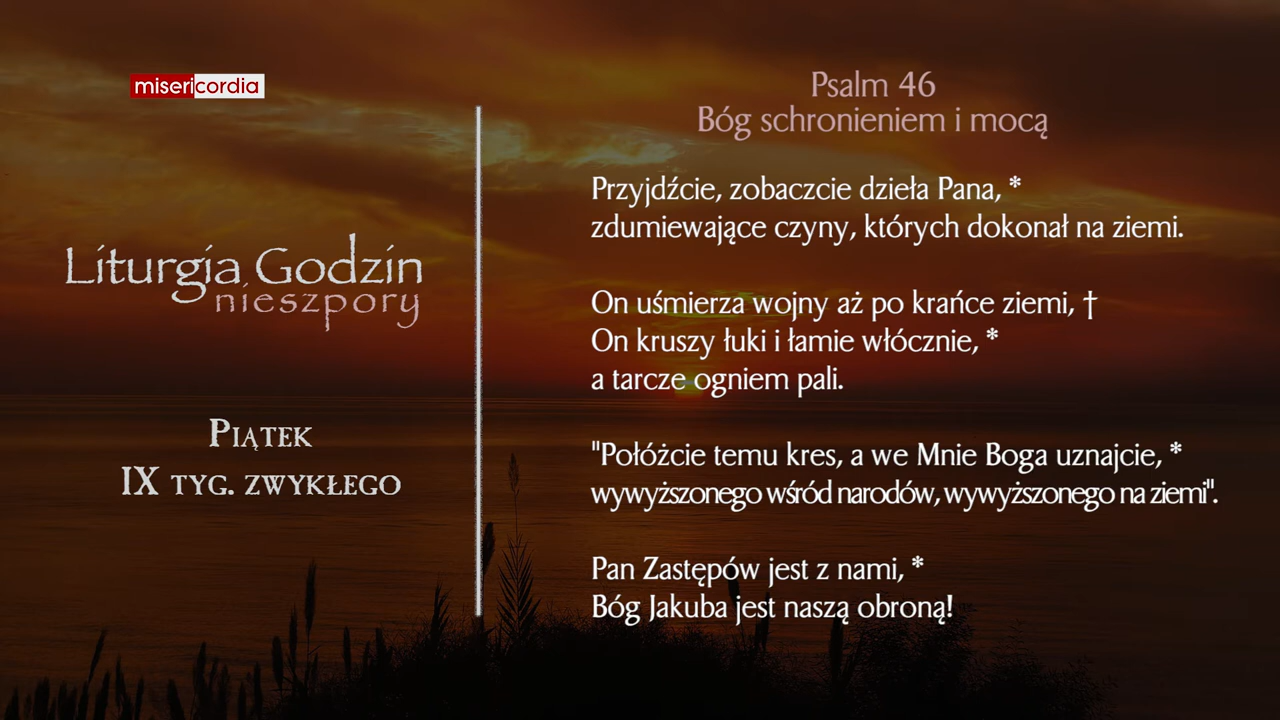 misericordia
Liturgia Godzin
nieszpory
Piątek
IX tyg. zwykłego
Psalm 46
Bóg schronieniem i mocą
Przyjdźcie, zobaczcie dzieła Pana, *
zdumiewające czyny, których dokonał na ziemi.
On uśmierza wojny aż po krańce ziemi, †
On kruszy łuki i łamie włócznie, *
a tarcze ogniem pali.
"Połóżcie temu kres, a we Mnie Boga uznajcie, *
wywyższonego wśród narodów, wywyższonego na ziemi".
Pan Zastępów jest z nami, *
Bóg Jakuba jest naszą obroną!